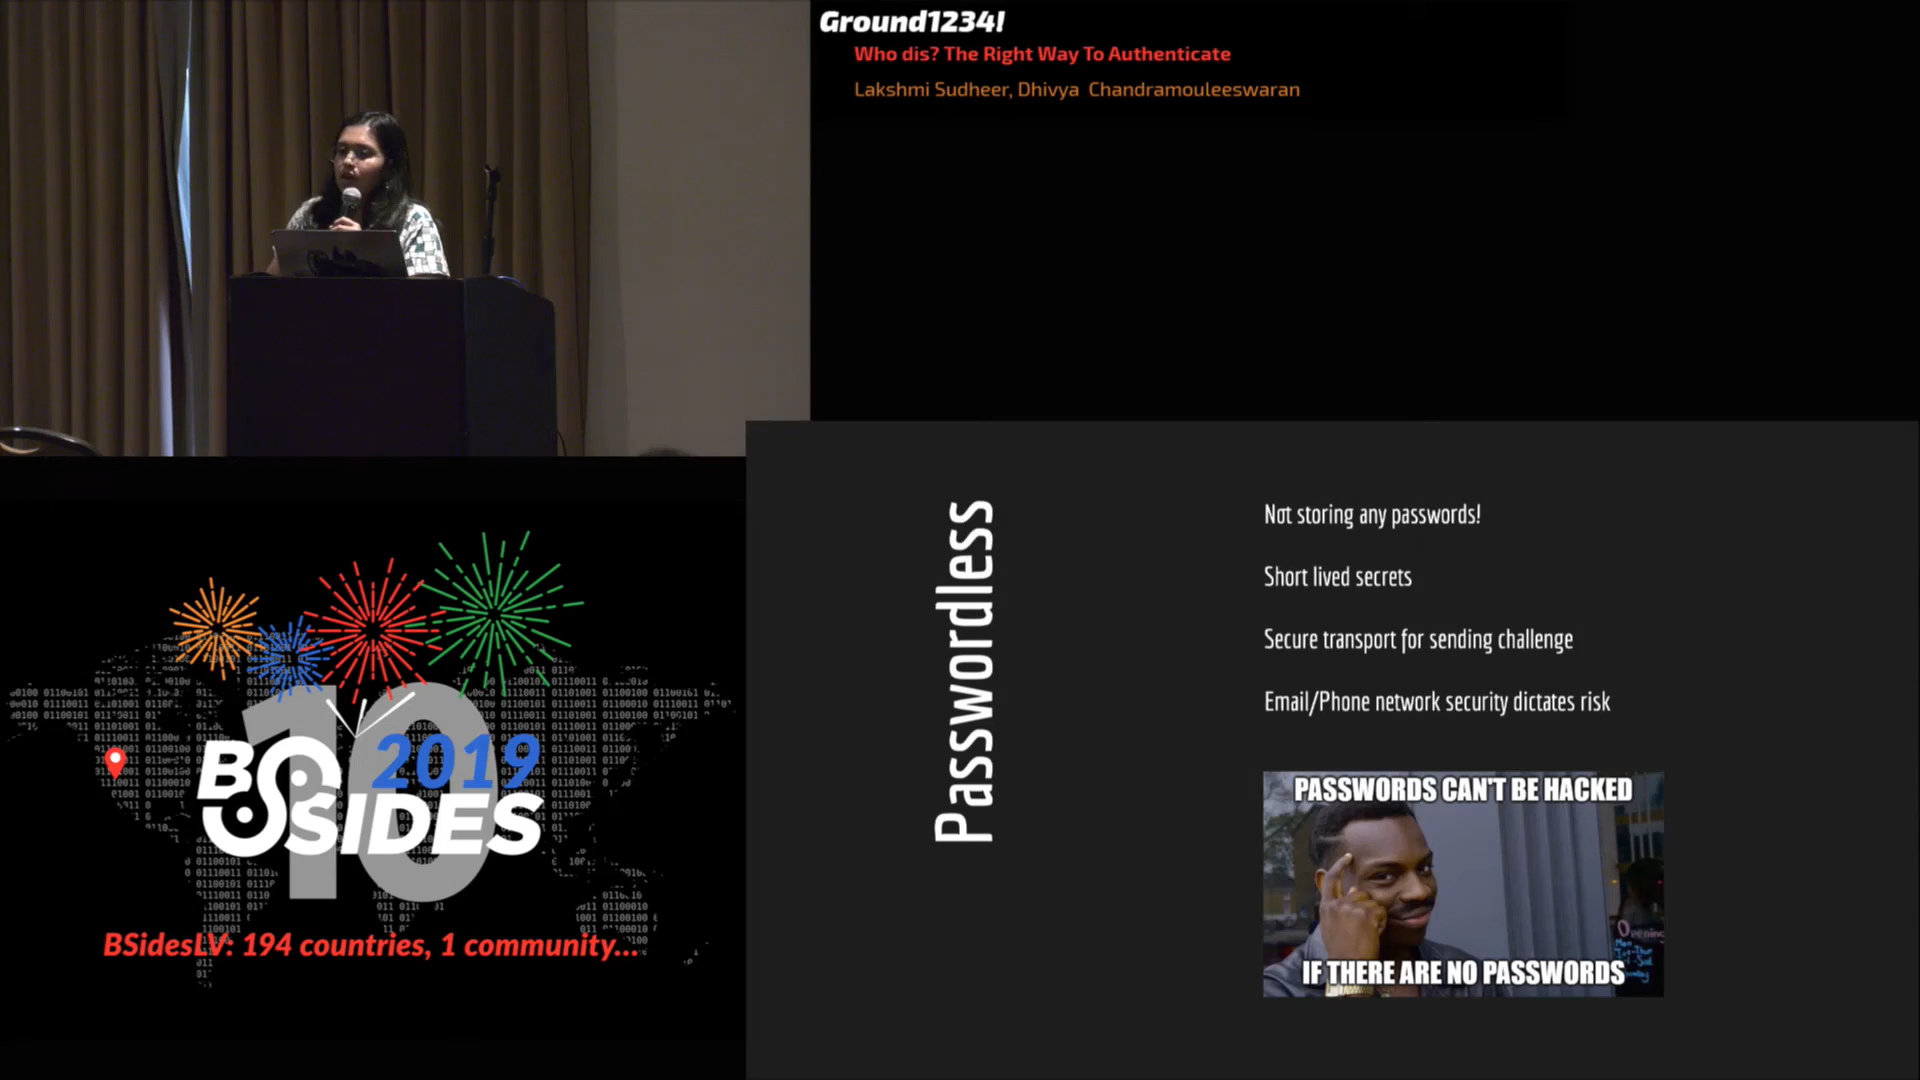 Ground1234!
Who dis? The Right Way To Authenticate
Lakshmi Sudheer, Dhivya Chandramouleeswaran
Passwordless
Not storing any passwords!
Short lived secrets
Secure transport for sending challenge
Email/Phone network security dictates risk
PASSWORDS CAN'T BE HACKED
IF THERE ARE NO PASSWORDS
10
2019
BSIDES
BSidesLV: 194 countries, 1 community...